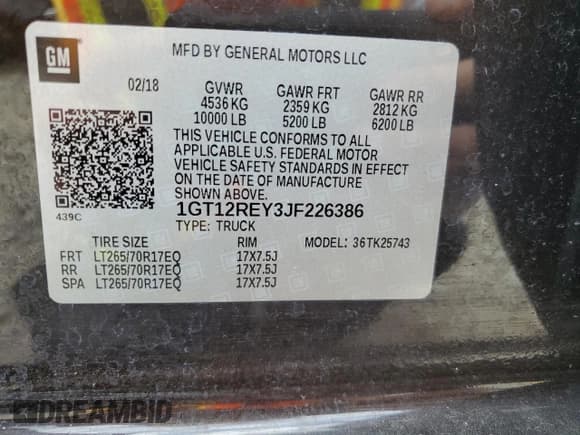 GM
MFD BY GENERAL MOTORS LLC
02/18 GVWR GAWR FRT GAWR RR
4536 KG 2359 KG 2812 KG
10000 LB 5200 LB 6200 LB
THIS VEHICLE CONFORMS TO ALL
APPLICABLE U.S. FEDERAL MOTOR
VEHICLE SAFETY STANDARDS IN EFFECT
ON THE DAY OF MANUFACTURE
SHOWN ABOVE.
439C 1GT12REY3JF226386
TYPE: TRUCK
TIRE SIZE RIM MODEL: 36TK25743
FRT LT265/70R17EQ 17X7.5J
RR LT265/70R17EQ 17X7.5J
SPA LT265/70R17EQ 17X7.5J
DREAMBID